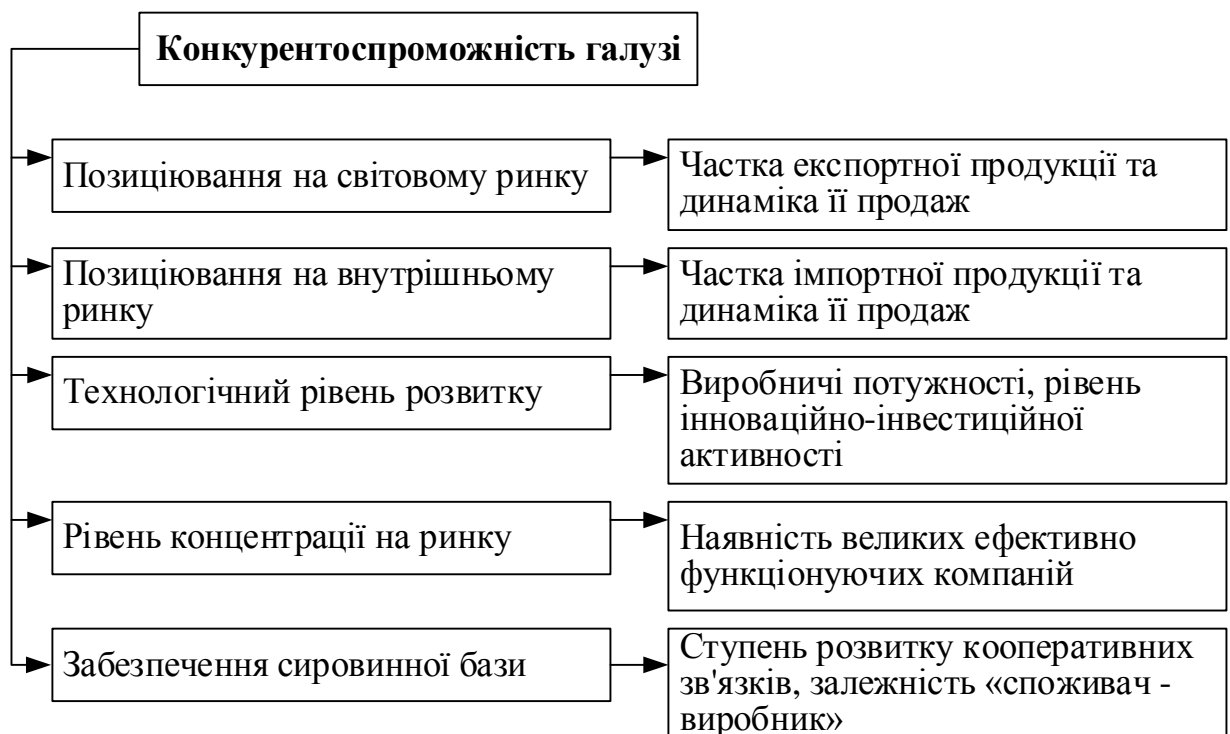 Конкурентоспроможність галузі
Позиціювання на світовому ринку
Частка експортної продукції та
динаміка її продаж
Позиціювання на внутрішньому
ринку
Частка імпортної продукції та
динаміка її продаж
Технологічний рівень розвитку
Виробничі потужності, рівень
інноваційно-інвестиційної
активності
Рівень концентрації на ринку
Наявність великих ефективно
функціонуючих компаній
Забезпечення сировинної бази
Ступень розвитку кооперативних
зв'язків, залежність «споживач -
виробник»